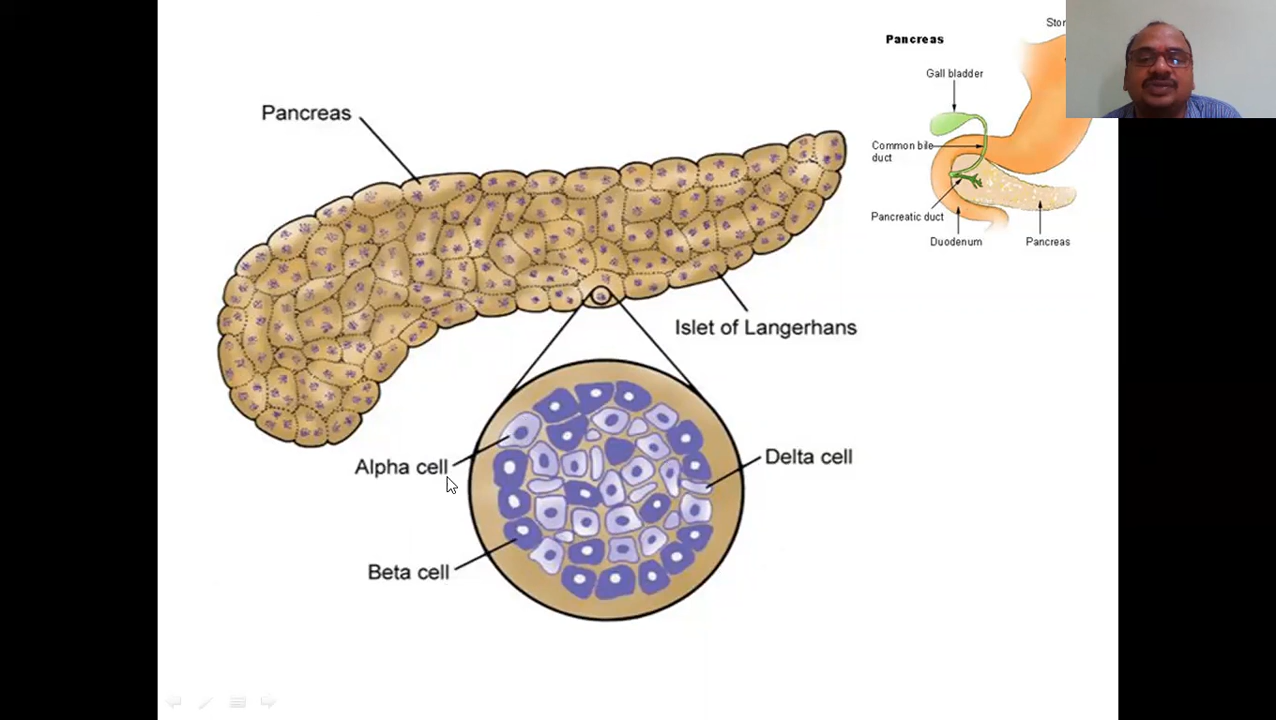 Pancreas
Islet of Langerhans
Alpha cell
Delta cell
Beta cell
Pancreas
Gall bladder
Common bile
duct
Pancreatic duct
Duodenum
Pancreas